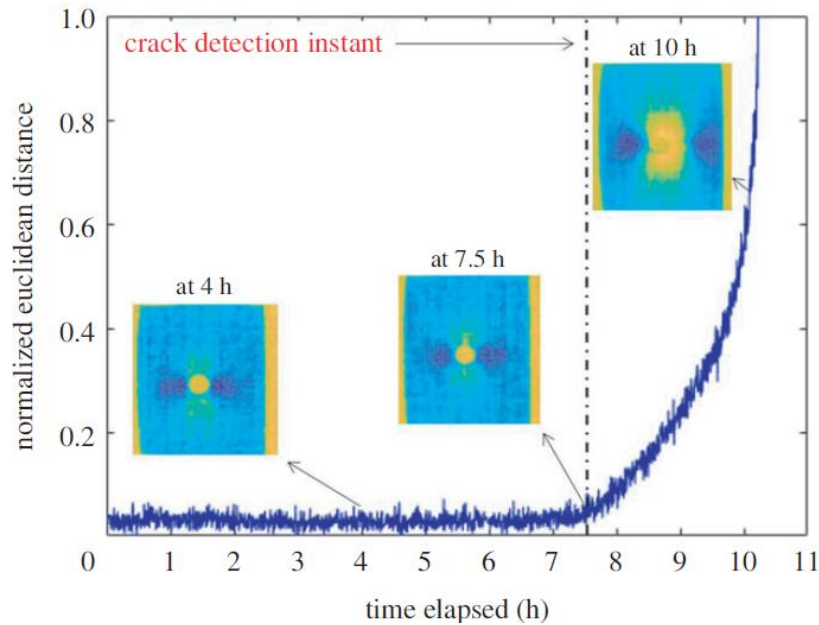 1.0
crack detection instant
at 10 h
0.8
normalized euclidean distance
0.6
at 7.5 h
at 4 h
0.4
0.2
0 1 2 3 4 5 6 7 8 9 10 11
time elapsed (h)